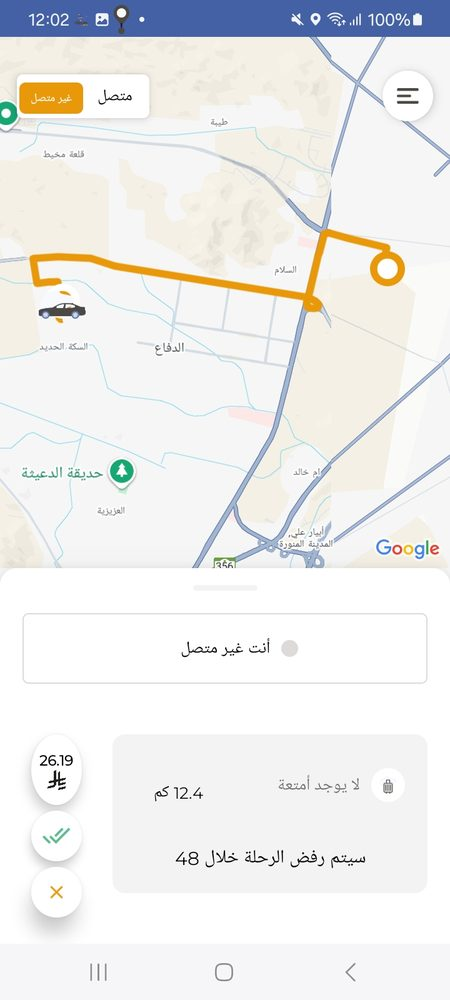 12:02
100%
متصل
غير متصل
طيبة
قلعة مخيط
السلام
الدفاع
السكة الحديد
حديقة الدعيثة
العزيزية
ام خالد
أبيار علي,
المدينة المنورة
Google
356
أنت غير متصل
26.19
لا يوجد أمتعة
12.4 كم
سيتم رفض الرحلة خلال 48